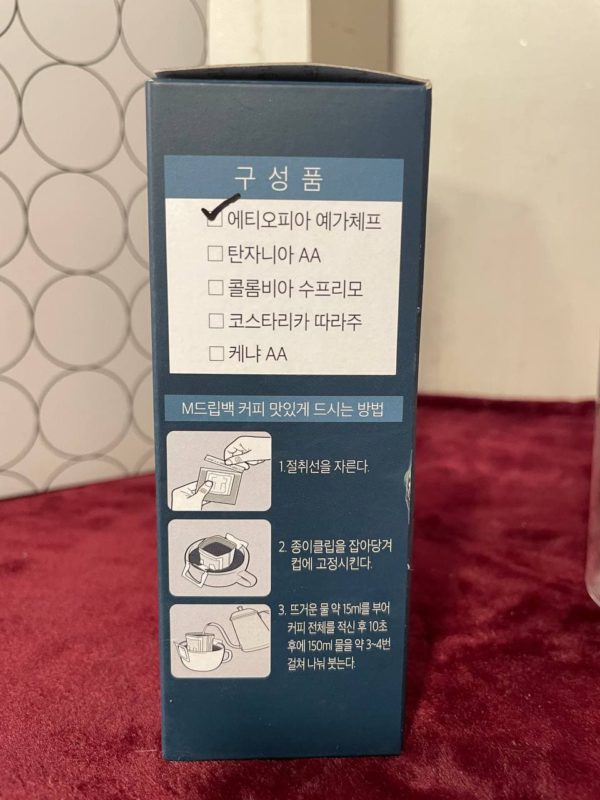 구성품
에티오피아 예가체프
탄자니아 AA
콜롬비아 수프리모
코스타리카 따라주
케냐 AA
M드립백 커피 맛있게 드시는 방법
1.절취선을 자른다.
2. 종이클립을 잡아당겨
컵에 고정시킨다.
3. 뜨거운 물 약 15ml를 부어
커피 전체를 적신 후 10초
후에 150ml 물을 약 3~4번
걸쳐 나눠 붓는다.